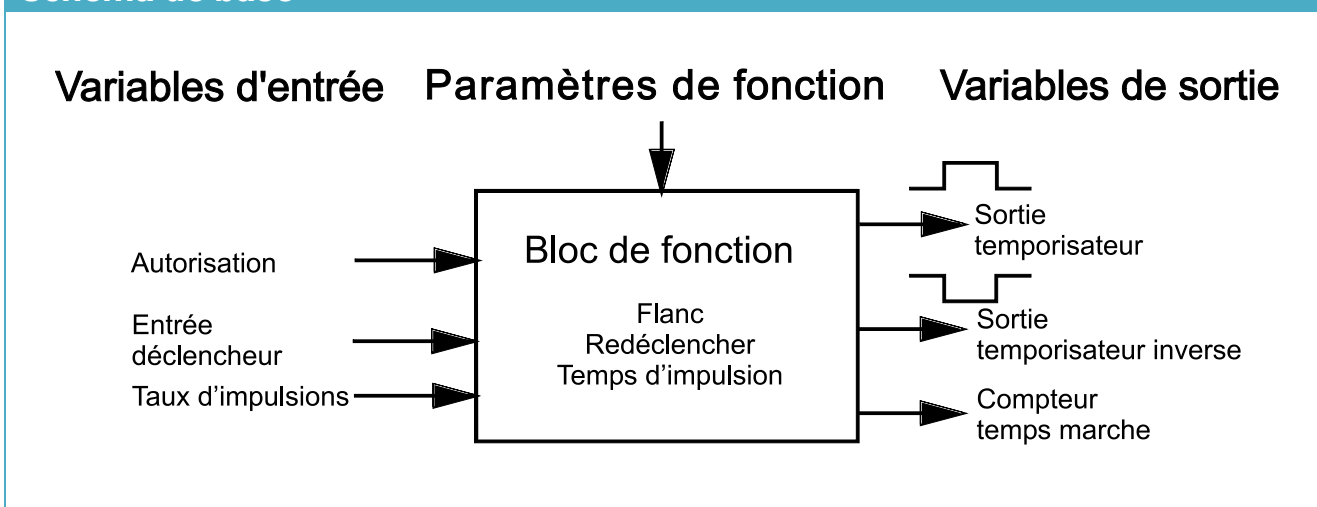 Variables d'entrée
Paramètres de fonction
Variables de sortie
Autorisation
Entrée
déclencheur
Taux d'impulsions
Bloc de fonction
Flanc
Redéclencher
Temps d'impulsion
Sortie
temporisateur
Sortie
temporisateur inverse
Compteur
temps marche